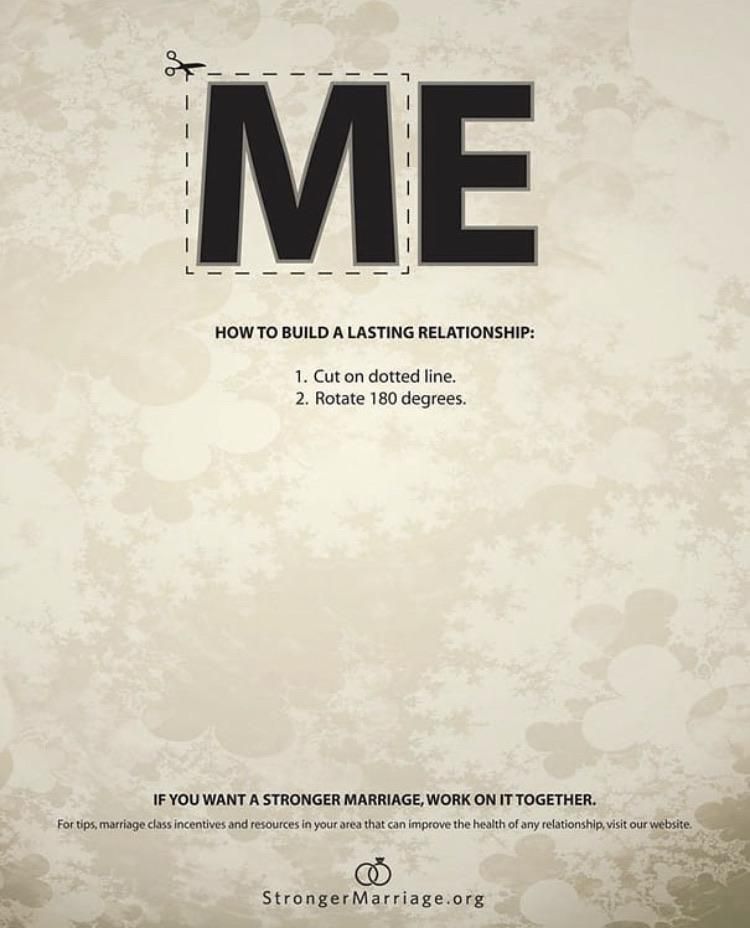 ME
HOW TO BUILD A LASTING RELATIONSHIP:
1. Cut on dotted line.
2. Rotate 180 degrees.
IF YOU WANT A STRONGER MARRIAGE, WORK ON IT TOGETHER.
For tips, marriage class incentives and resources in your area that can improve the health of any relationship, visit our website.
StrongerMarriage.org